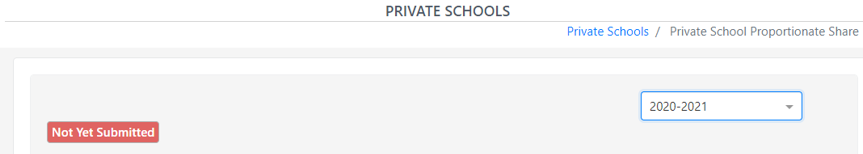 PRIVATE SCHOOLS
Private Schools / Private School Proportionate Share
2020-2021
Not Yet Submitted